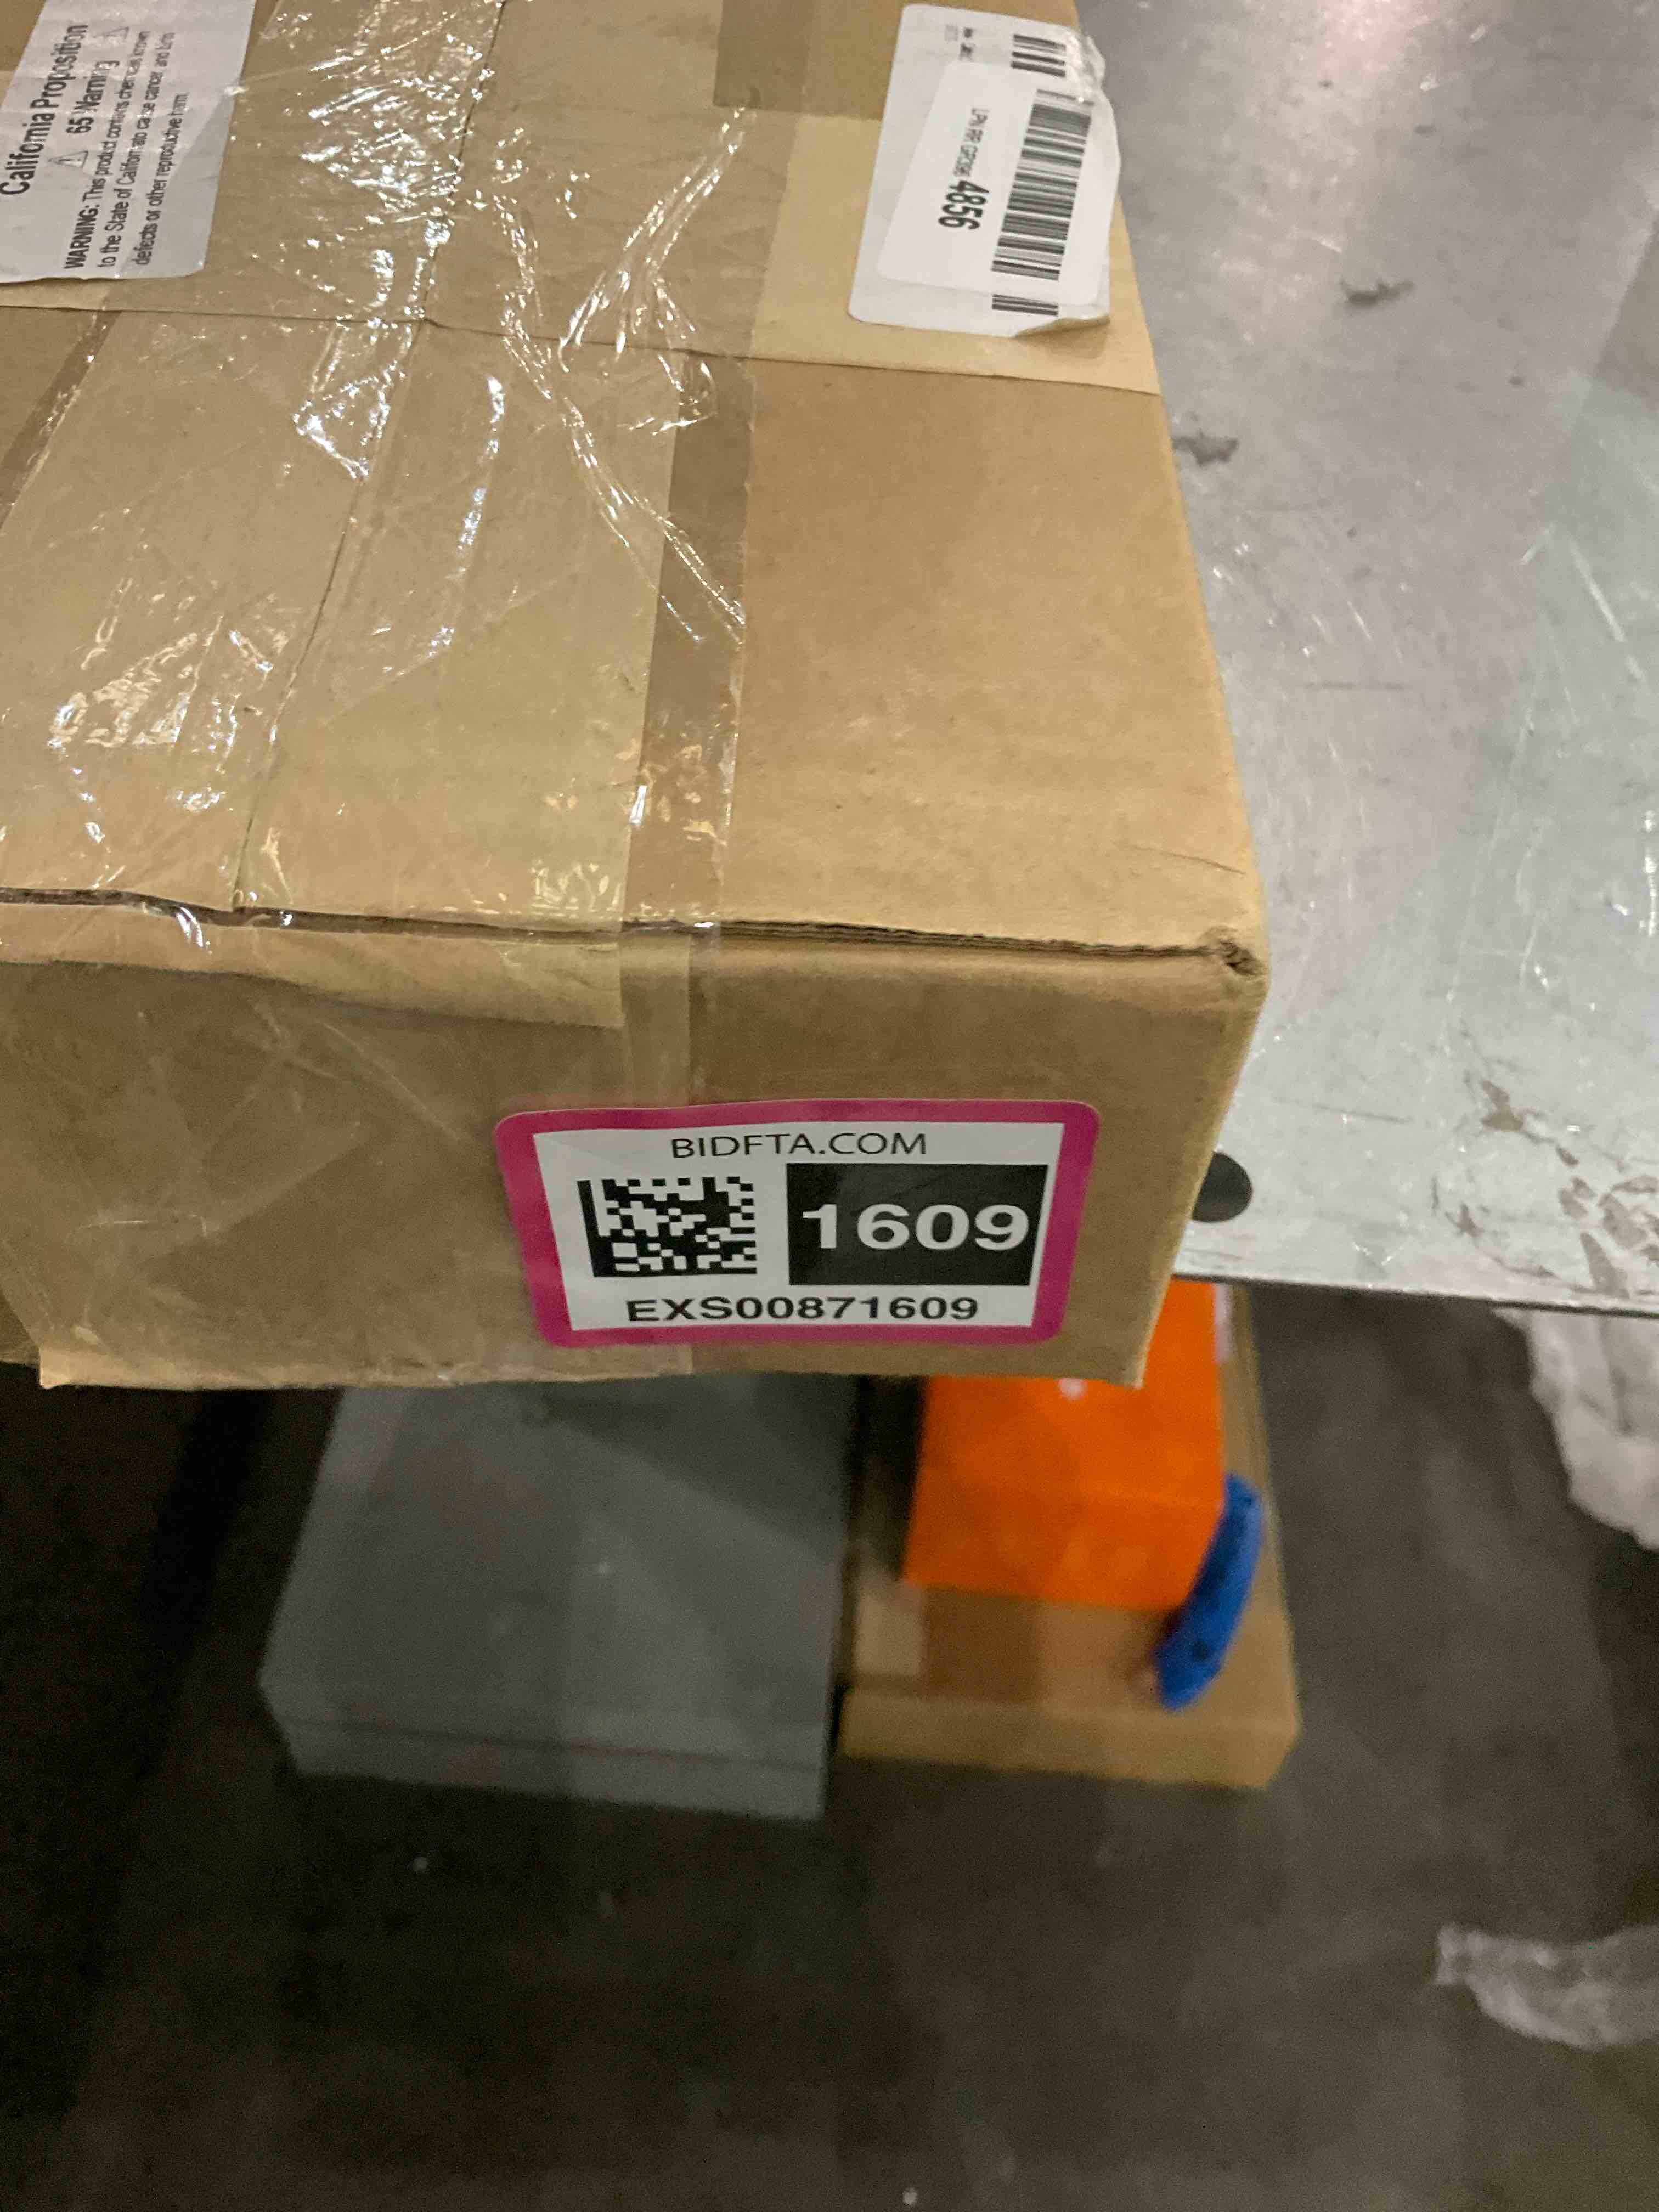 California Proposition
65 Warning
WARNING: This product contains chemicals known
to the State of California to cause cancer and birth
defects or other reproductive harm.
4856
BIDFTA.COM
1609
EXS00871609